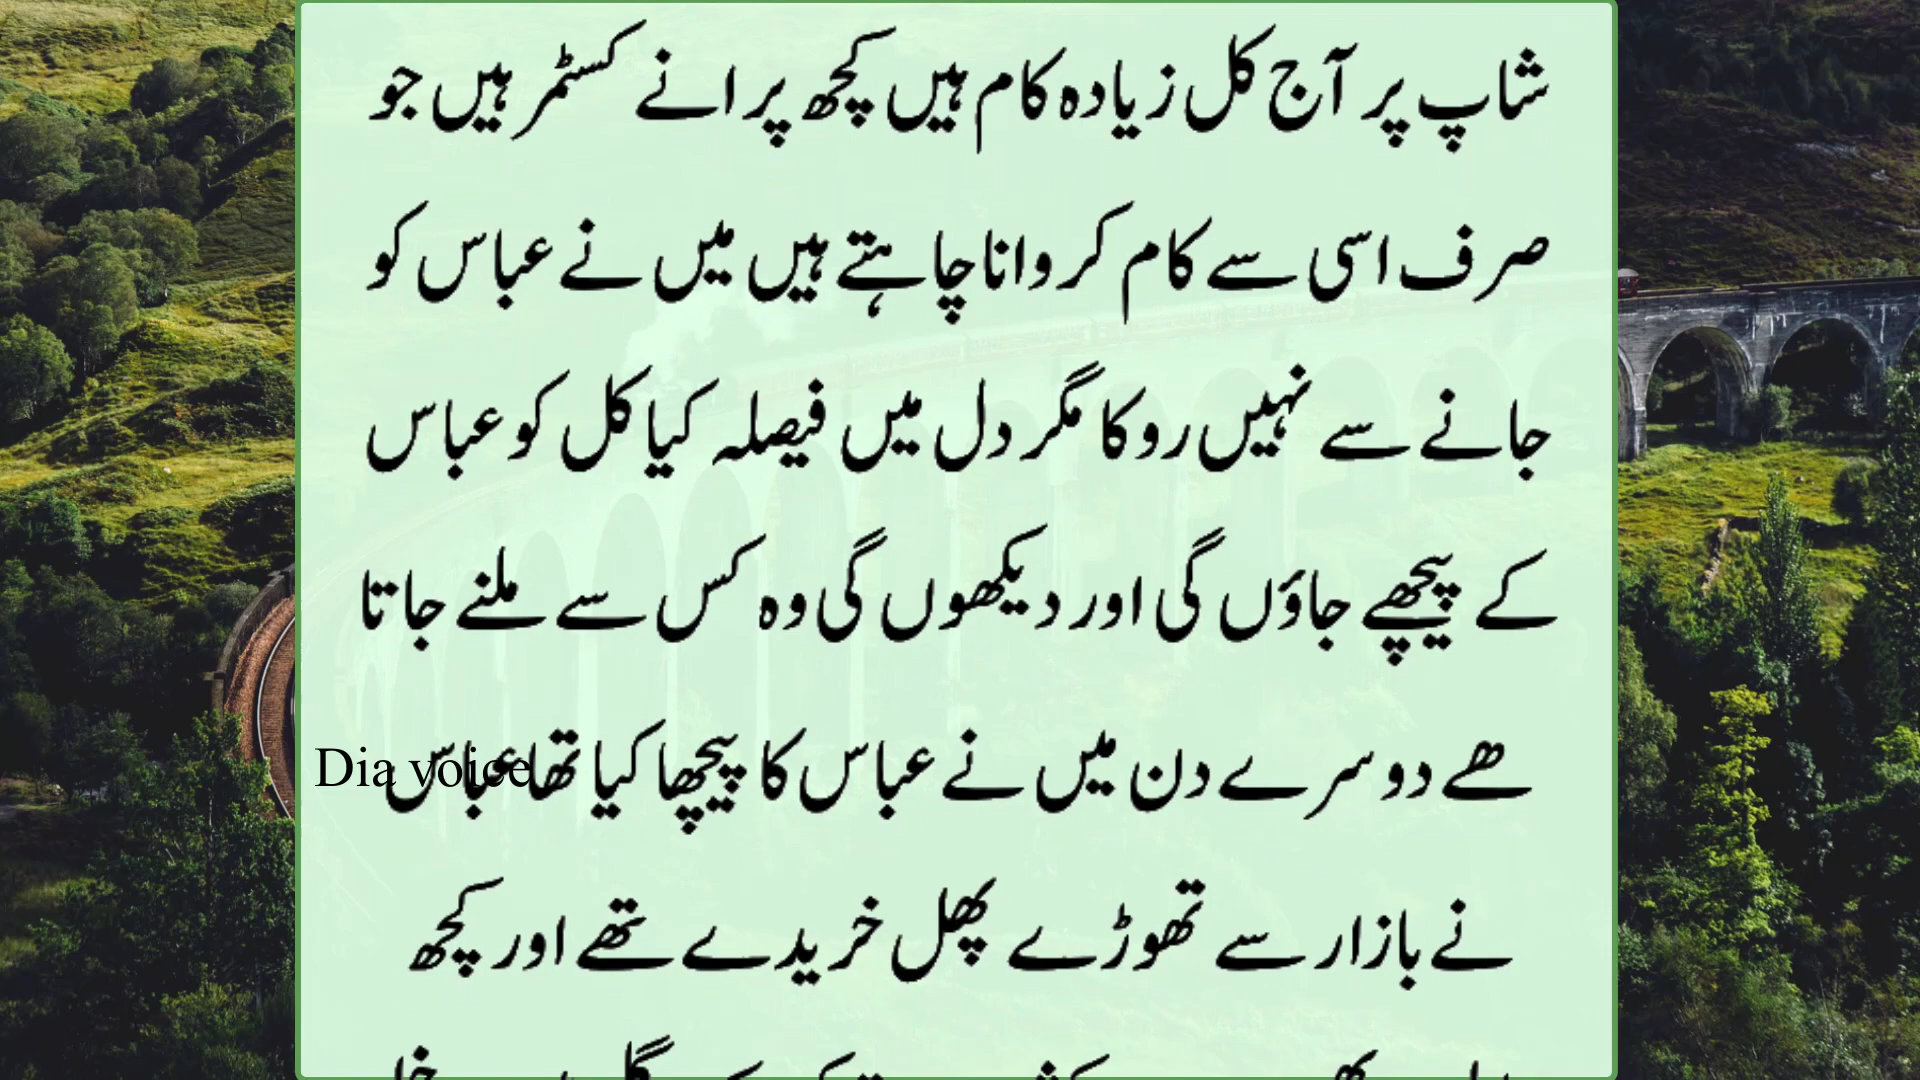 شاپ پر آج کل زیادہ کام ہیں کچھ پرانے کسٹمر ہیں جو
صرف اسی سے کام کروانا چاہتے ہیں میں نے عباس کو
جانے سے نہیں روکا مگر دل میں فیصلہ کیا کل کو عباس
کے پیچھے جاؤں گی اور دیکھوں گی وہ کس سے ملنے جاتا
ھے دوسرے دن میں نے عباس کا پیچھا کیا تھا عباس
Dia voice
نے بازار سے تھوڑے پھل خریدے تھے اور کچھ